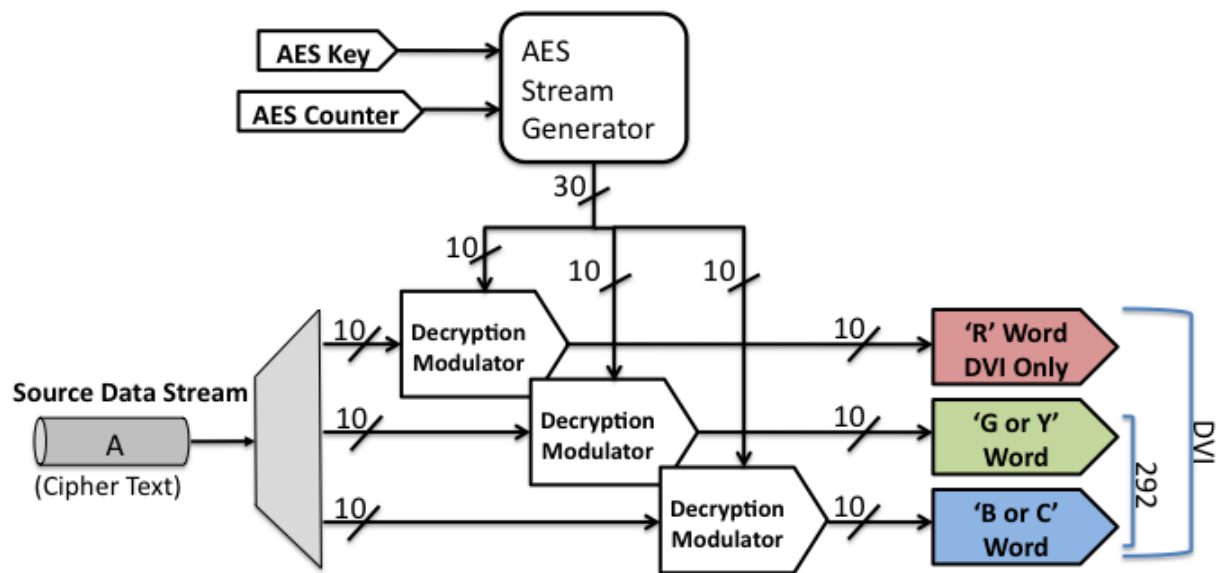 AES Key
AES Counter
AES
Stream
Generator
30
10
10
10
10
Decryption
Modulator
10
'R' Word
DVI Only
Source Data Stream
A
(Cipher Text)
10
Decryption
Modulator
10
'G or Y'
Word
10
Decryption
Modulator
10
'B or C'
Word
292
DVI